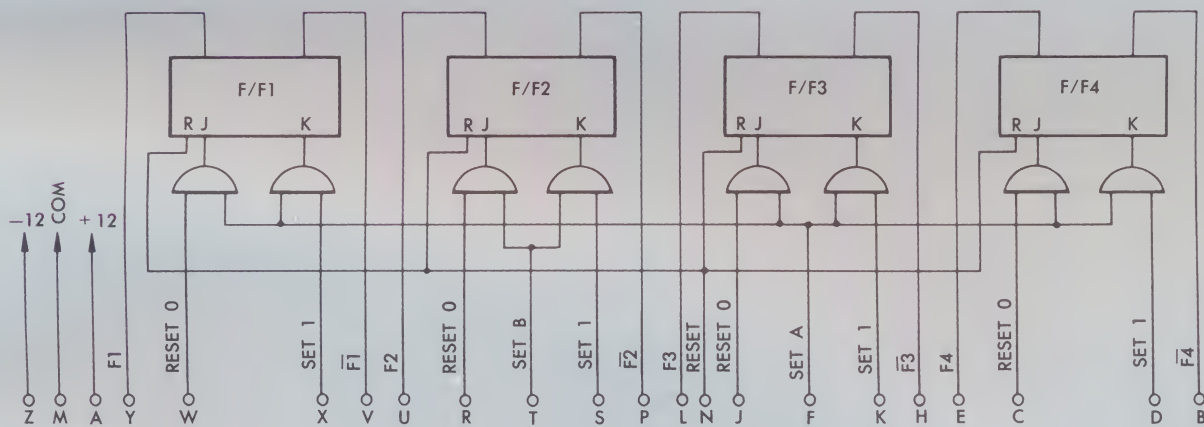 F/F1 F/F2 F/F3 F/F4
R J K R J K R J K R J K
−12 COM +12
F1 RESET 0 SET 1 F̅1̅ F2 RESET 0 SET B SET 1 F̅2̅ F3 RESET RESET 0 SET A SET 1 F̅3̅ F4 RESET 0 SET 1 F̅4̅
Z M A Y W X V U R T S P L N J F K H E C D B